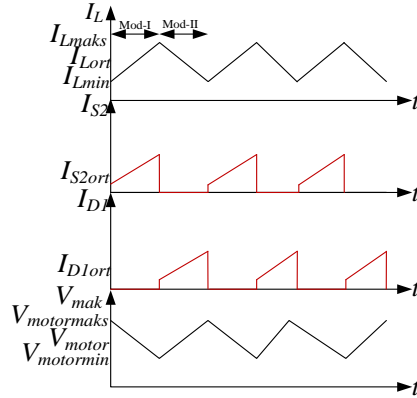 I_L
Mod-I Mod-II
I_Lmaks
I_Lort
I_Lmin
t
I_S2
I_S2ort
t
I_D1
I_D1ort
t
V_mak
V_motormaks
V_motor
V_motormin
t